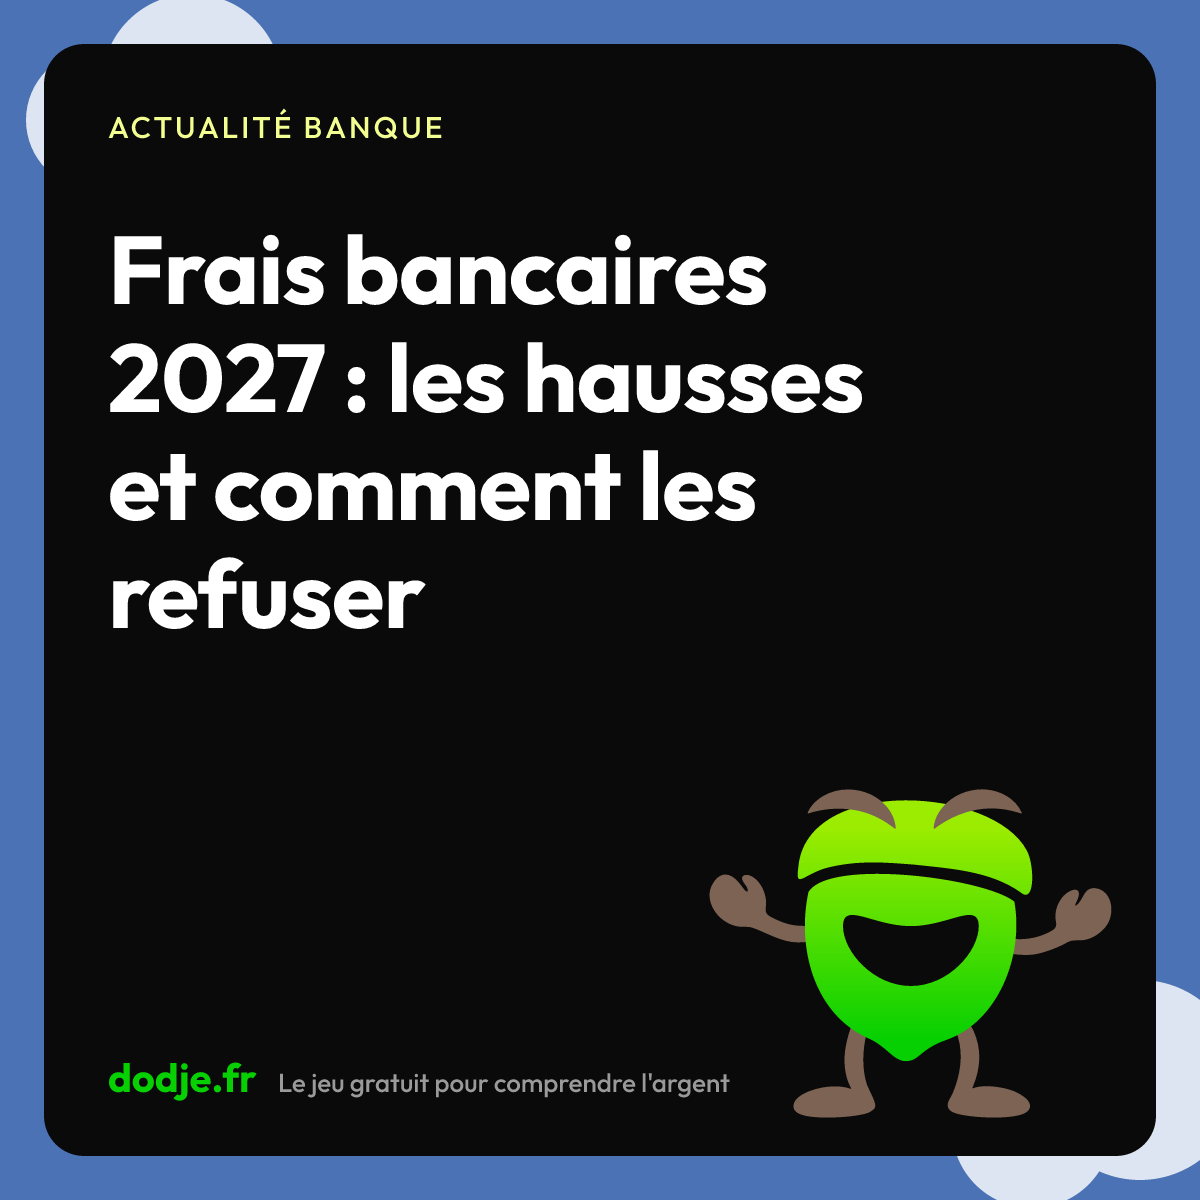 ACTUALITÉ BANQUE
Frais bancaires
2027 : les hausses
et comment les
refuser
dodje.fr Le jeu gratuit pour comprendre l'argent